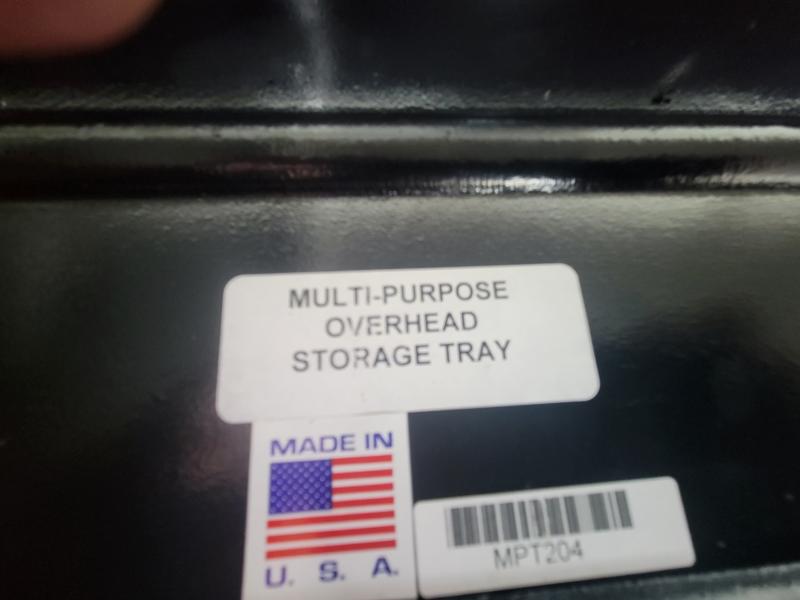 MULTI-PURPOSE
OVERHEAD
STORAGE TRAY
MADE IN
U. S. A.
MPT204